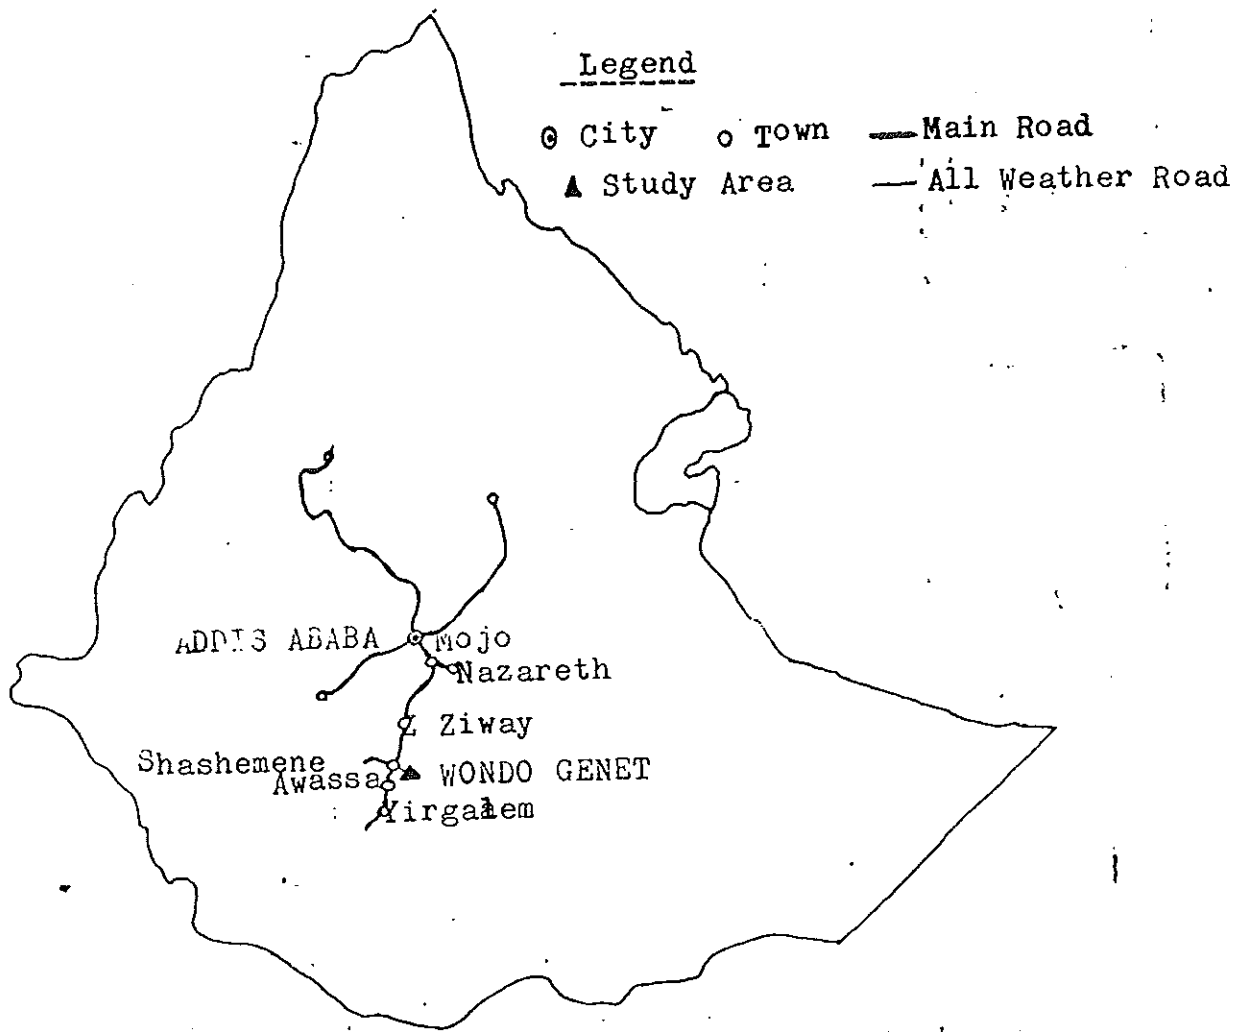 Legend
City Town Main Road
Study Area All Weather Road
ADDIS ABABA Mojo
Nazareth
Z Ziway
Shashemene
Awassa WONDO GENET
Yirgalem